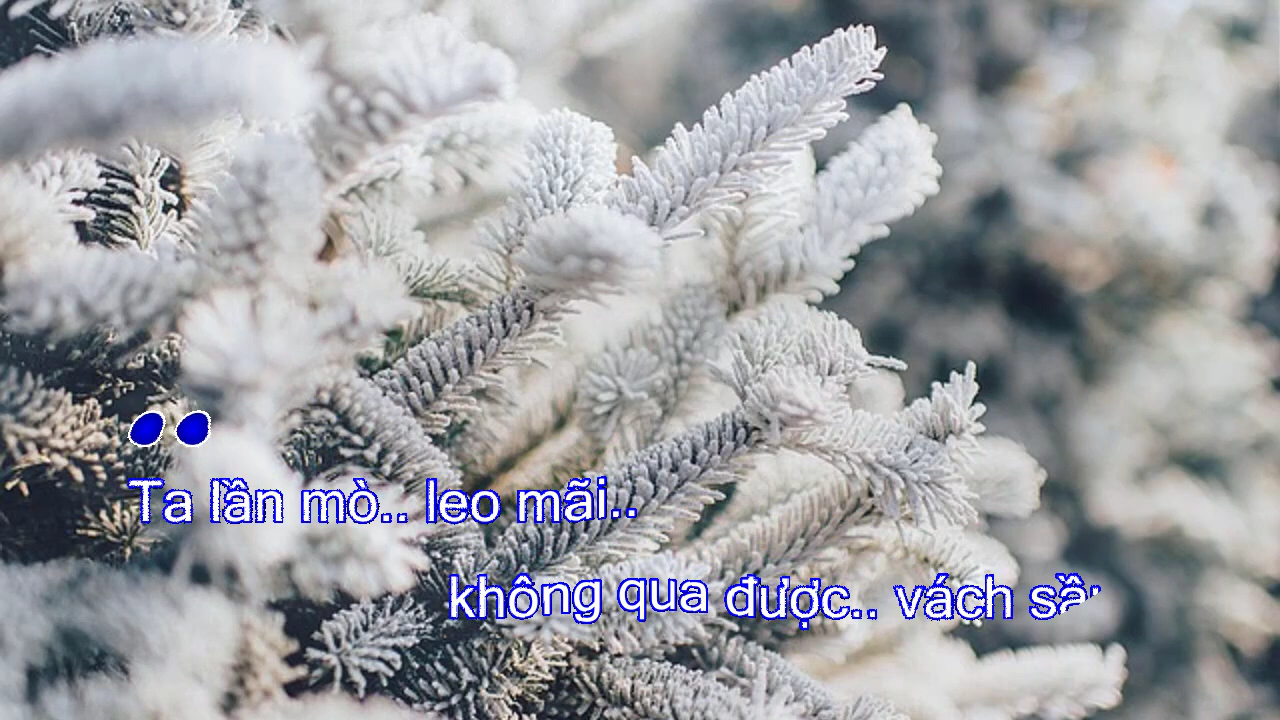 Ta lần mò.. leo mãi..
không qua được.. vách